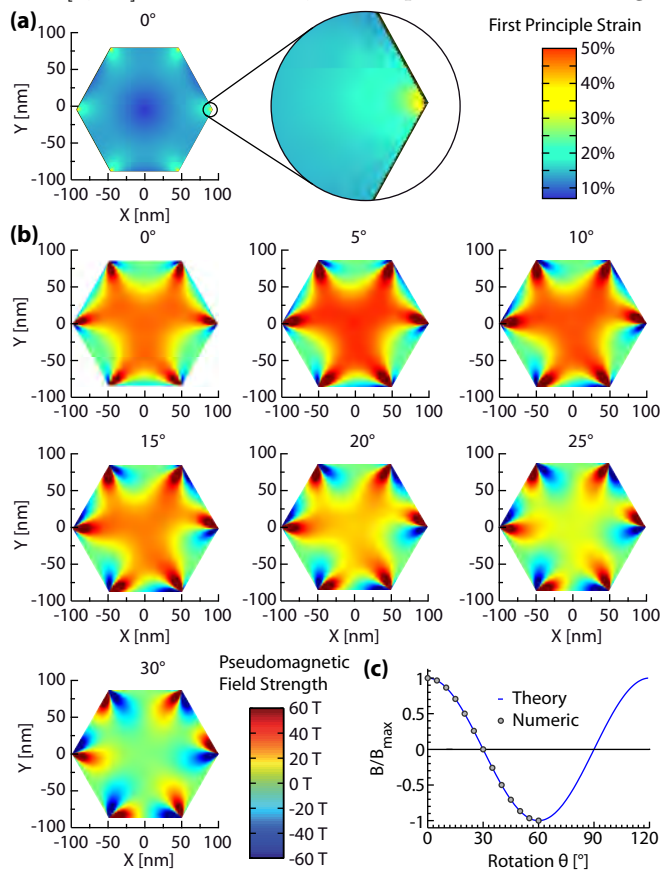 (a)
0°
First Principle Strain
100
50
0
-50
-100
Y [nm]
-100 -50 0 50 100
X [nm]
50%
40%
30%
20%
10%
(b)
0° 5° 10°
100
50
0
-50
-100
Y [nm]
-100 -50 0 50 100
-100 -50 0 50 100
-100 -50 0 50 100
15° 20° 25°
100
50
0
-50
-100
Y [nm]
-100 -50 0 50 100
-100 -50 0 50 100
-100 -50 0 50 100
X [nm] X [nm] X [nm]
30°
100
50
0
-50
-100
Y [nm]
-100 -50 0 50 100
X [nm]
Pseudomagnetic
Field Strength
60 T
40 T
20 T
0 T
-20 T
-40 T
-60 T
(c)
1
0.5
0
-0.5
-1
B/Bmax
Theory
Numeric
0 30 60 90 120
Rotation θ [°]